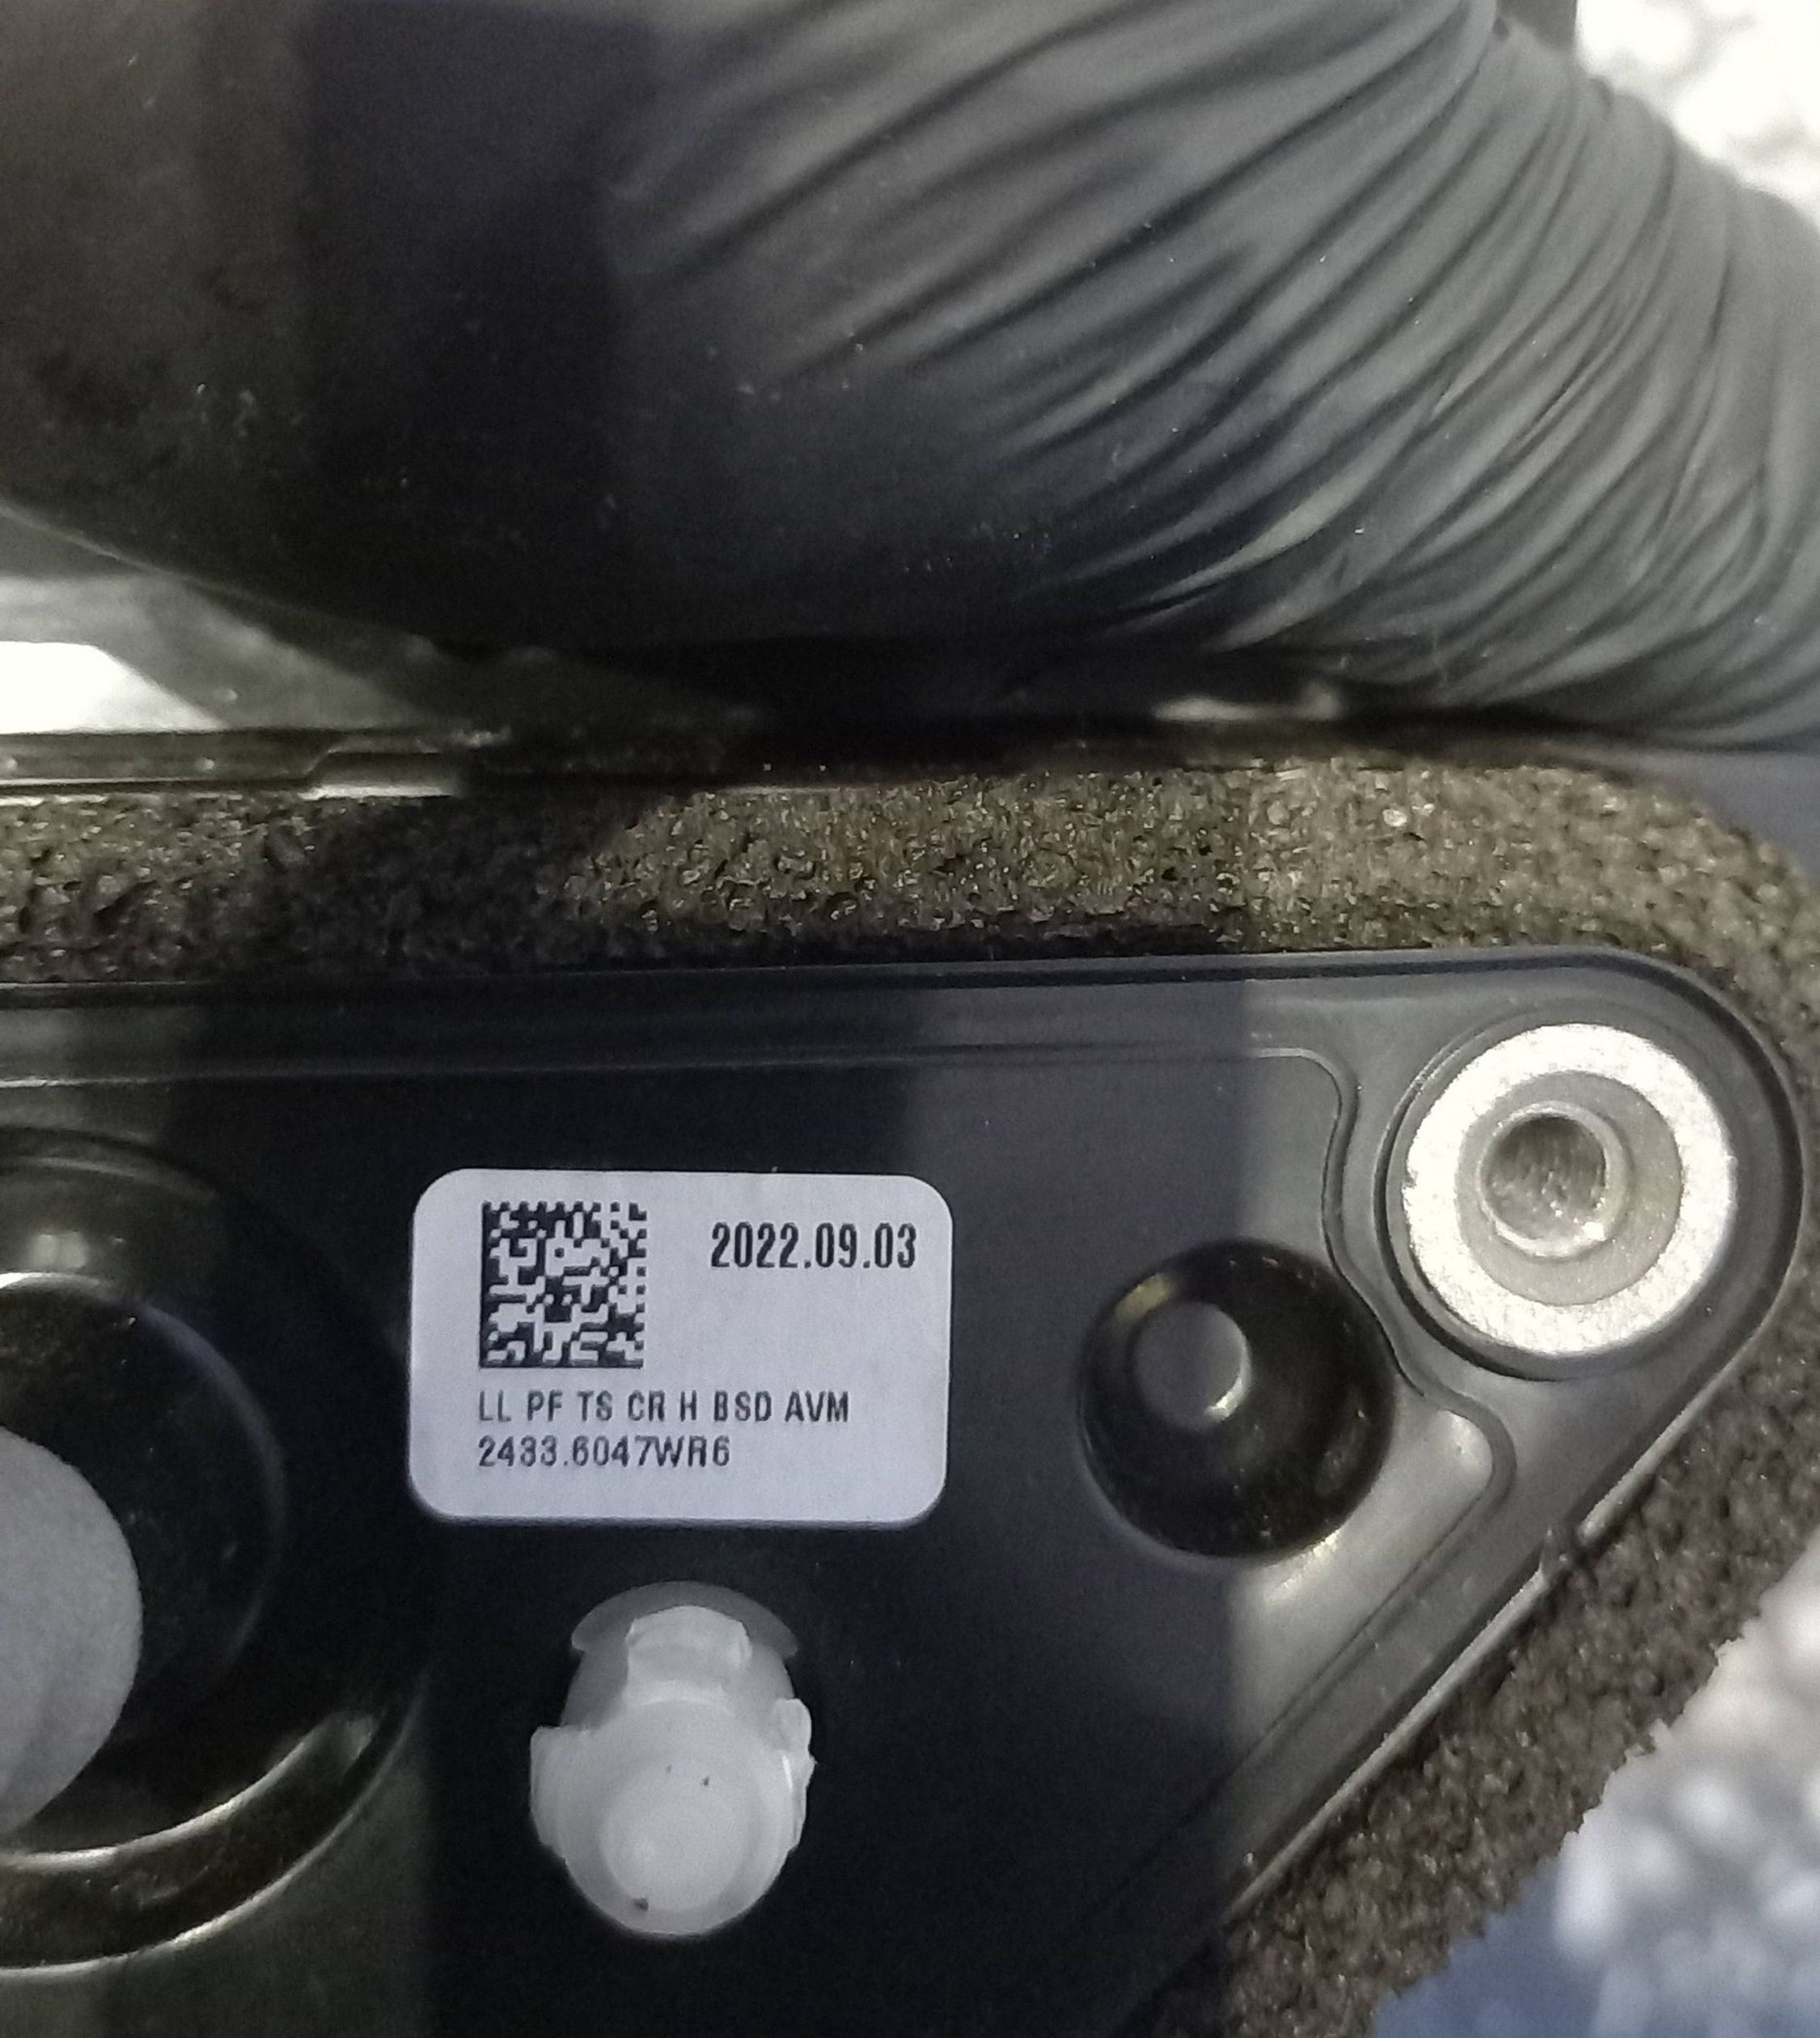 2022.09.03
LL PF TS CR H BSD AVM
2433.6047WR6